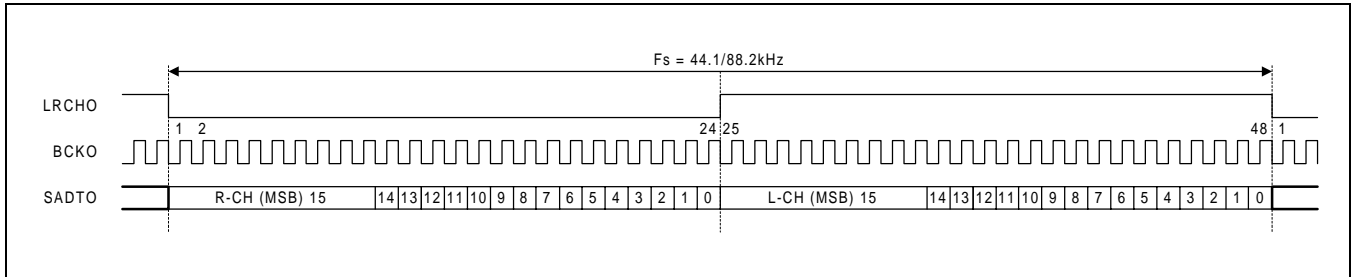 Fs = 44.1/88.2kHz
LRCHO
1 2 24 25 48 1
BCKO
SADTO R-CH (MSB) 15 14 13 12 11 10 9 8 7 6 5 4 3 2 1 0 L-CH (MSB) 15 14 13 12 11 10 9 8 7 6 5 4 3 2 1 0